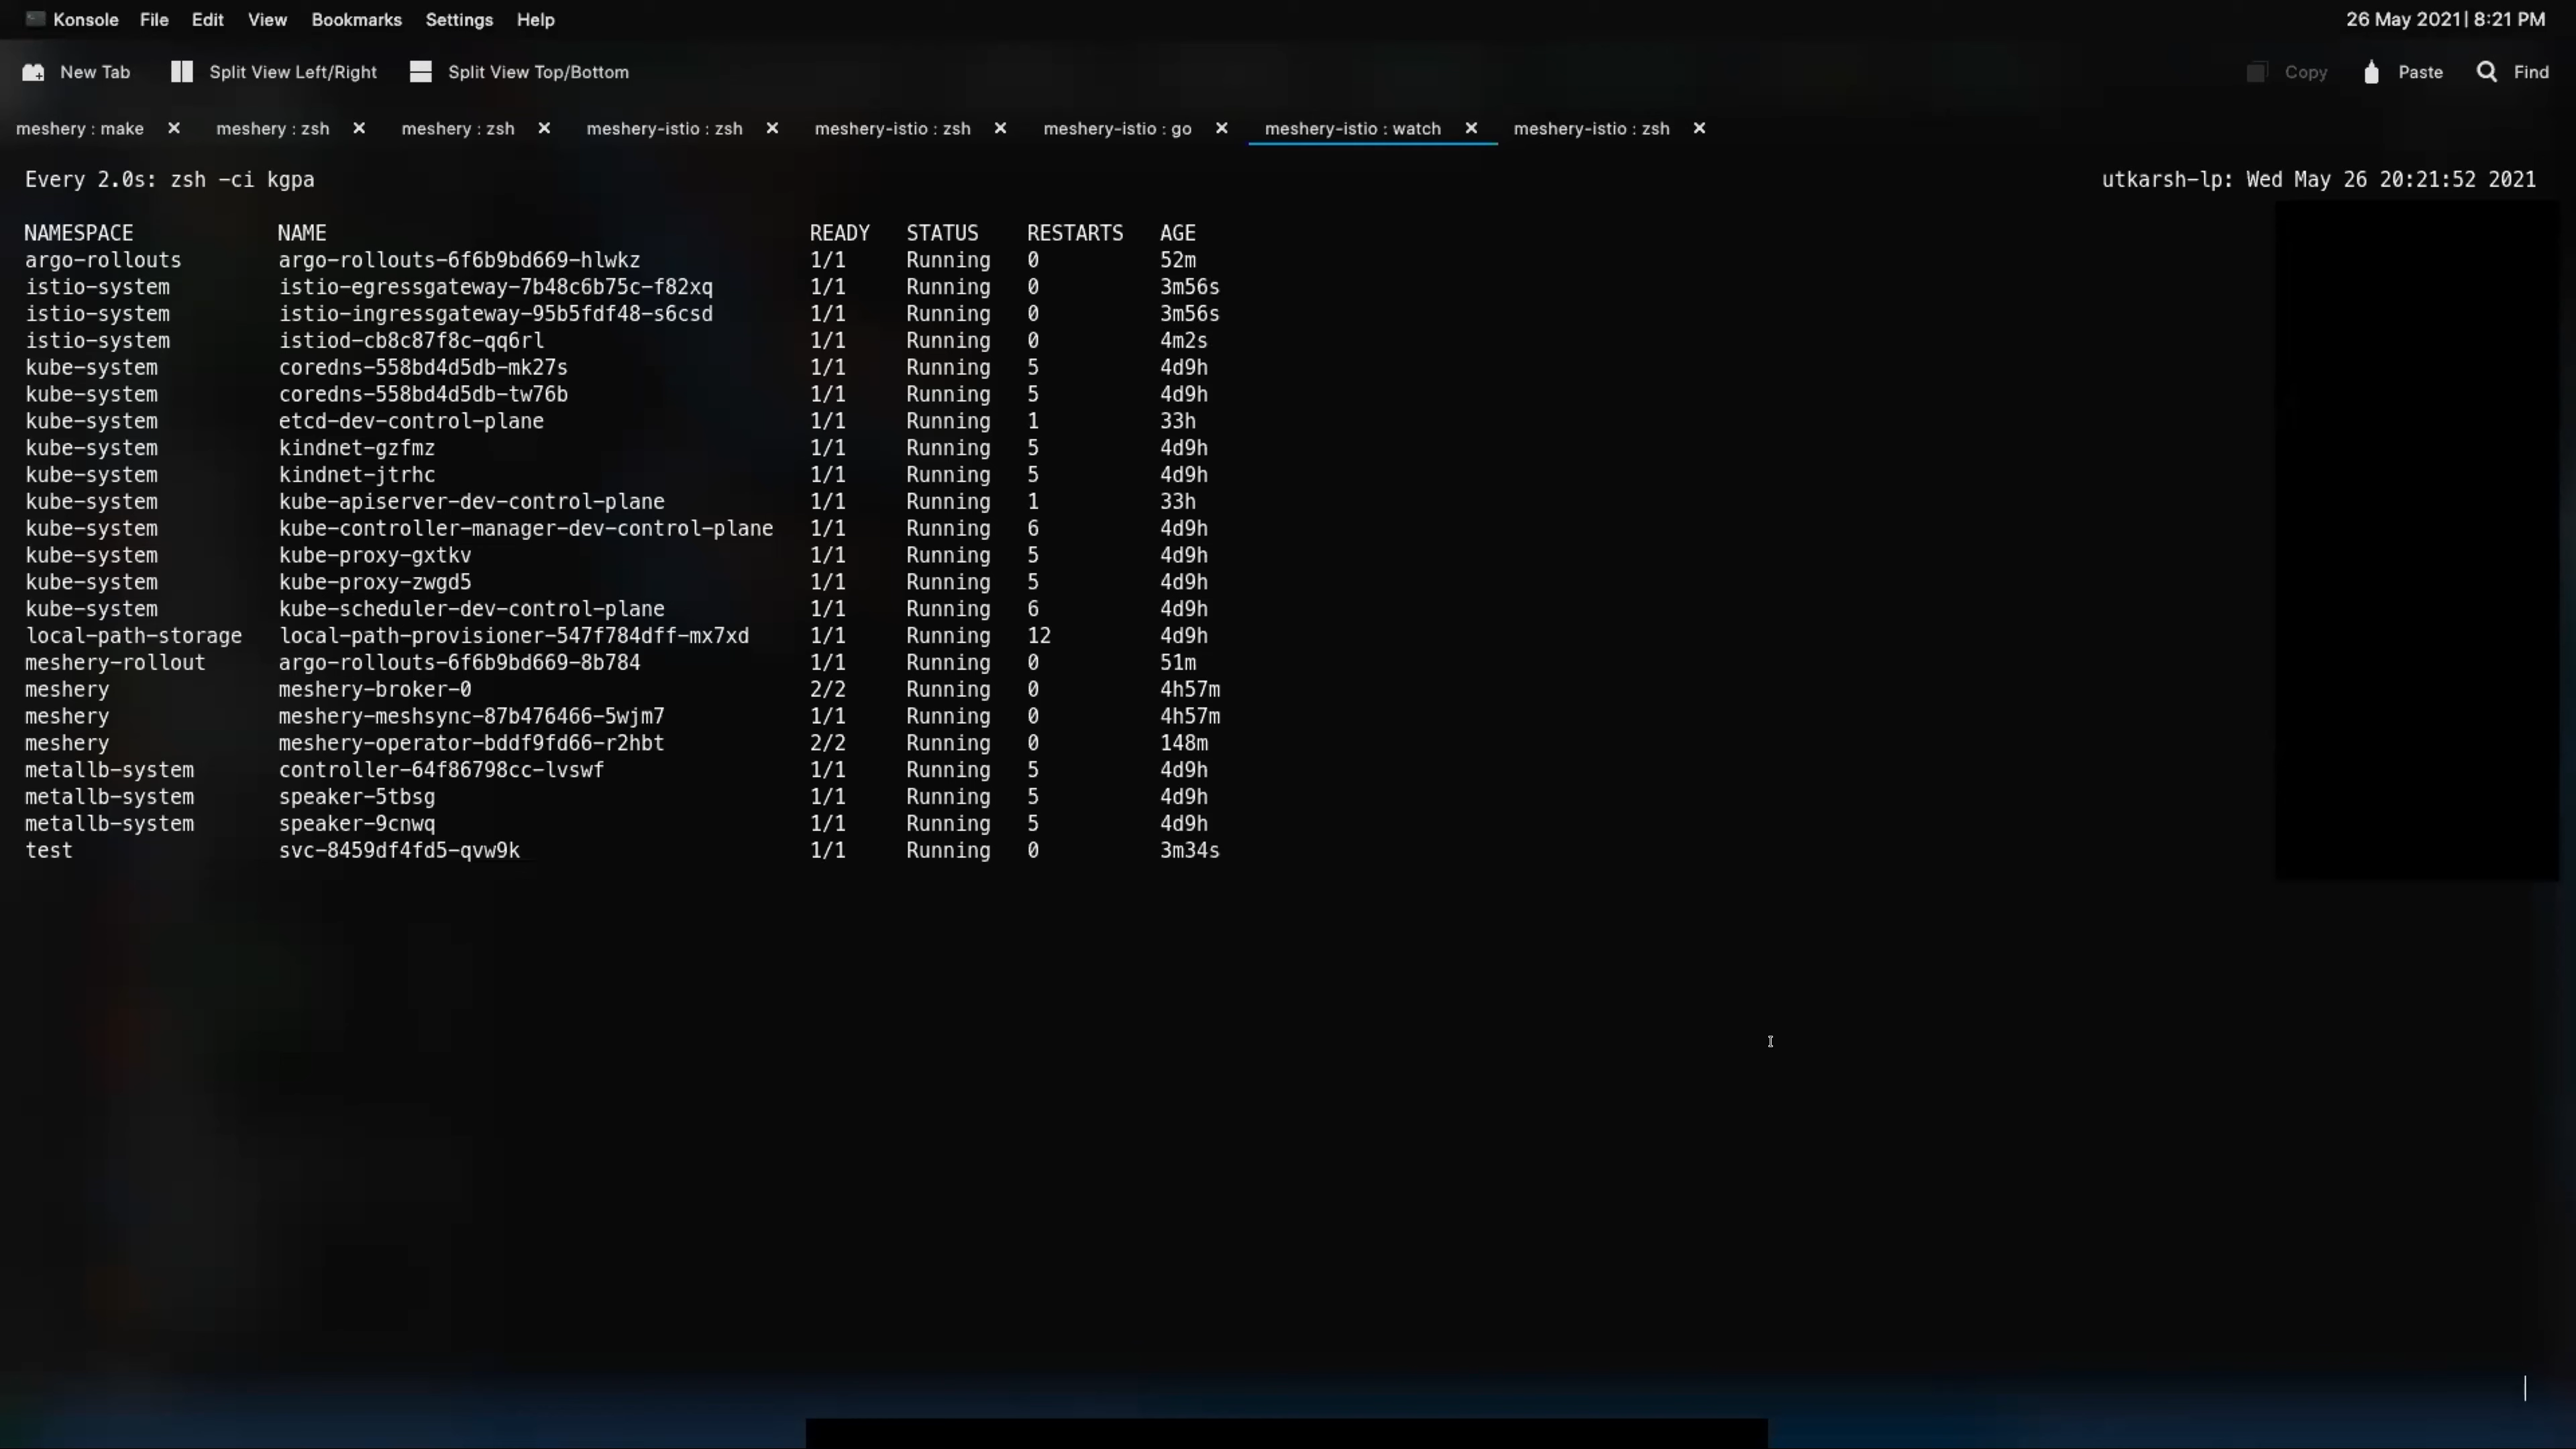 Konsole File Edit View Bookmarks Settings Help 26 May 2021| 8:21 PM
New Tab Split View Left/Right Split View Top/Bottom Copy Paste Find
meshery : make meshery : zsh meshery : zsh meshery-istio : zsh meshery-istio : zsh meshery-istio : go meshery-istio : watch meshery-istio : zsh
Every 2.0s: zsh -ci kgpa utkarsh-lp: Wed May 26 20:21:52 2021
NAMESPACE NAME READY STATUS RESTARTS AGE
argo-rollouts argo-rollouts-6f6b9bd669-hlwkz 1/1 Running 0 52m
istio-system istio-egressgateway-7b48c6b75c-f82xq 1/1 Running 0 3m56s
istio-system istio-ingressgateway-95b5fdf48-s6csd 1/1 Running 0 3m56s
istio-system istiod-cb8c87f8c-qq6rl 1/1 Running 0 4m2s
kube-system coredns-558bd4d5db-mk27s 1/1 Running 5 4d9h
kube-system coredns-558bd4d5db-tw76b 1/1 Running 5 4d9h
kube-system etcd-dev-control-plane 1/1 Running 1 33h
kube-system kindnet-gzfmz 1/1 Running 5 4d9h
kube-system kindnet-jtrhc 1/1 Running 5 4d9h
kube-system kube-apiserver-dev-control-plane 1/1 Running 1 33h
kube-system kube-controller-manager-dev-control-plane 1/1 Running 6 4d9h
kube-system kube-proxy-gxtkv 1/1 Running 5 4d9h
kube-system kube-proxy-zwgd5 1/1 Running 5 4d9h
kube-system kube-scheduler-dev-control-plane 1/1 Running 6 4d9h
local-path-storage local-path-provisioner-547f784dff-mx7xd 1/1 Running 12 4d9h
meshery-rollout argo-rollouts-6f6b9bd669-8b784 1/1 Running 0 51m
meshery meshery-broker-0 2/2 Running 0 4h57m
meshery meshery-meshsync-87b476466-5wjm7 1/1 Running 0 4h57m
meshery meshery-operator-bddf9fd66-r2hbt 2/2 Running 0 148m
metallb-system controller-64f86798cc-lvswf 1/1 Running 5 4d9h
metallb-system speaker-5tbsg 1/1 Running 5 4d9h
metallb-system speaker-9cnwq 1/1 Running 5 4d9h
test svc-8459df4fd5-qvw9k 1/1 Running 0 3m34s